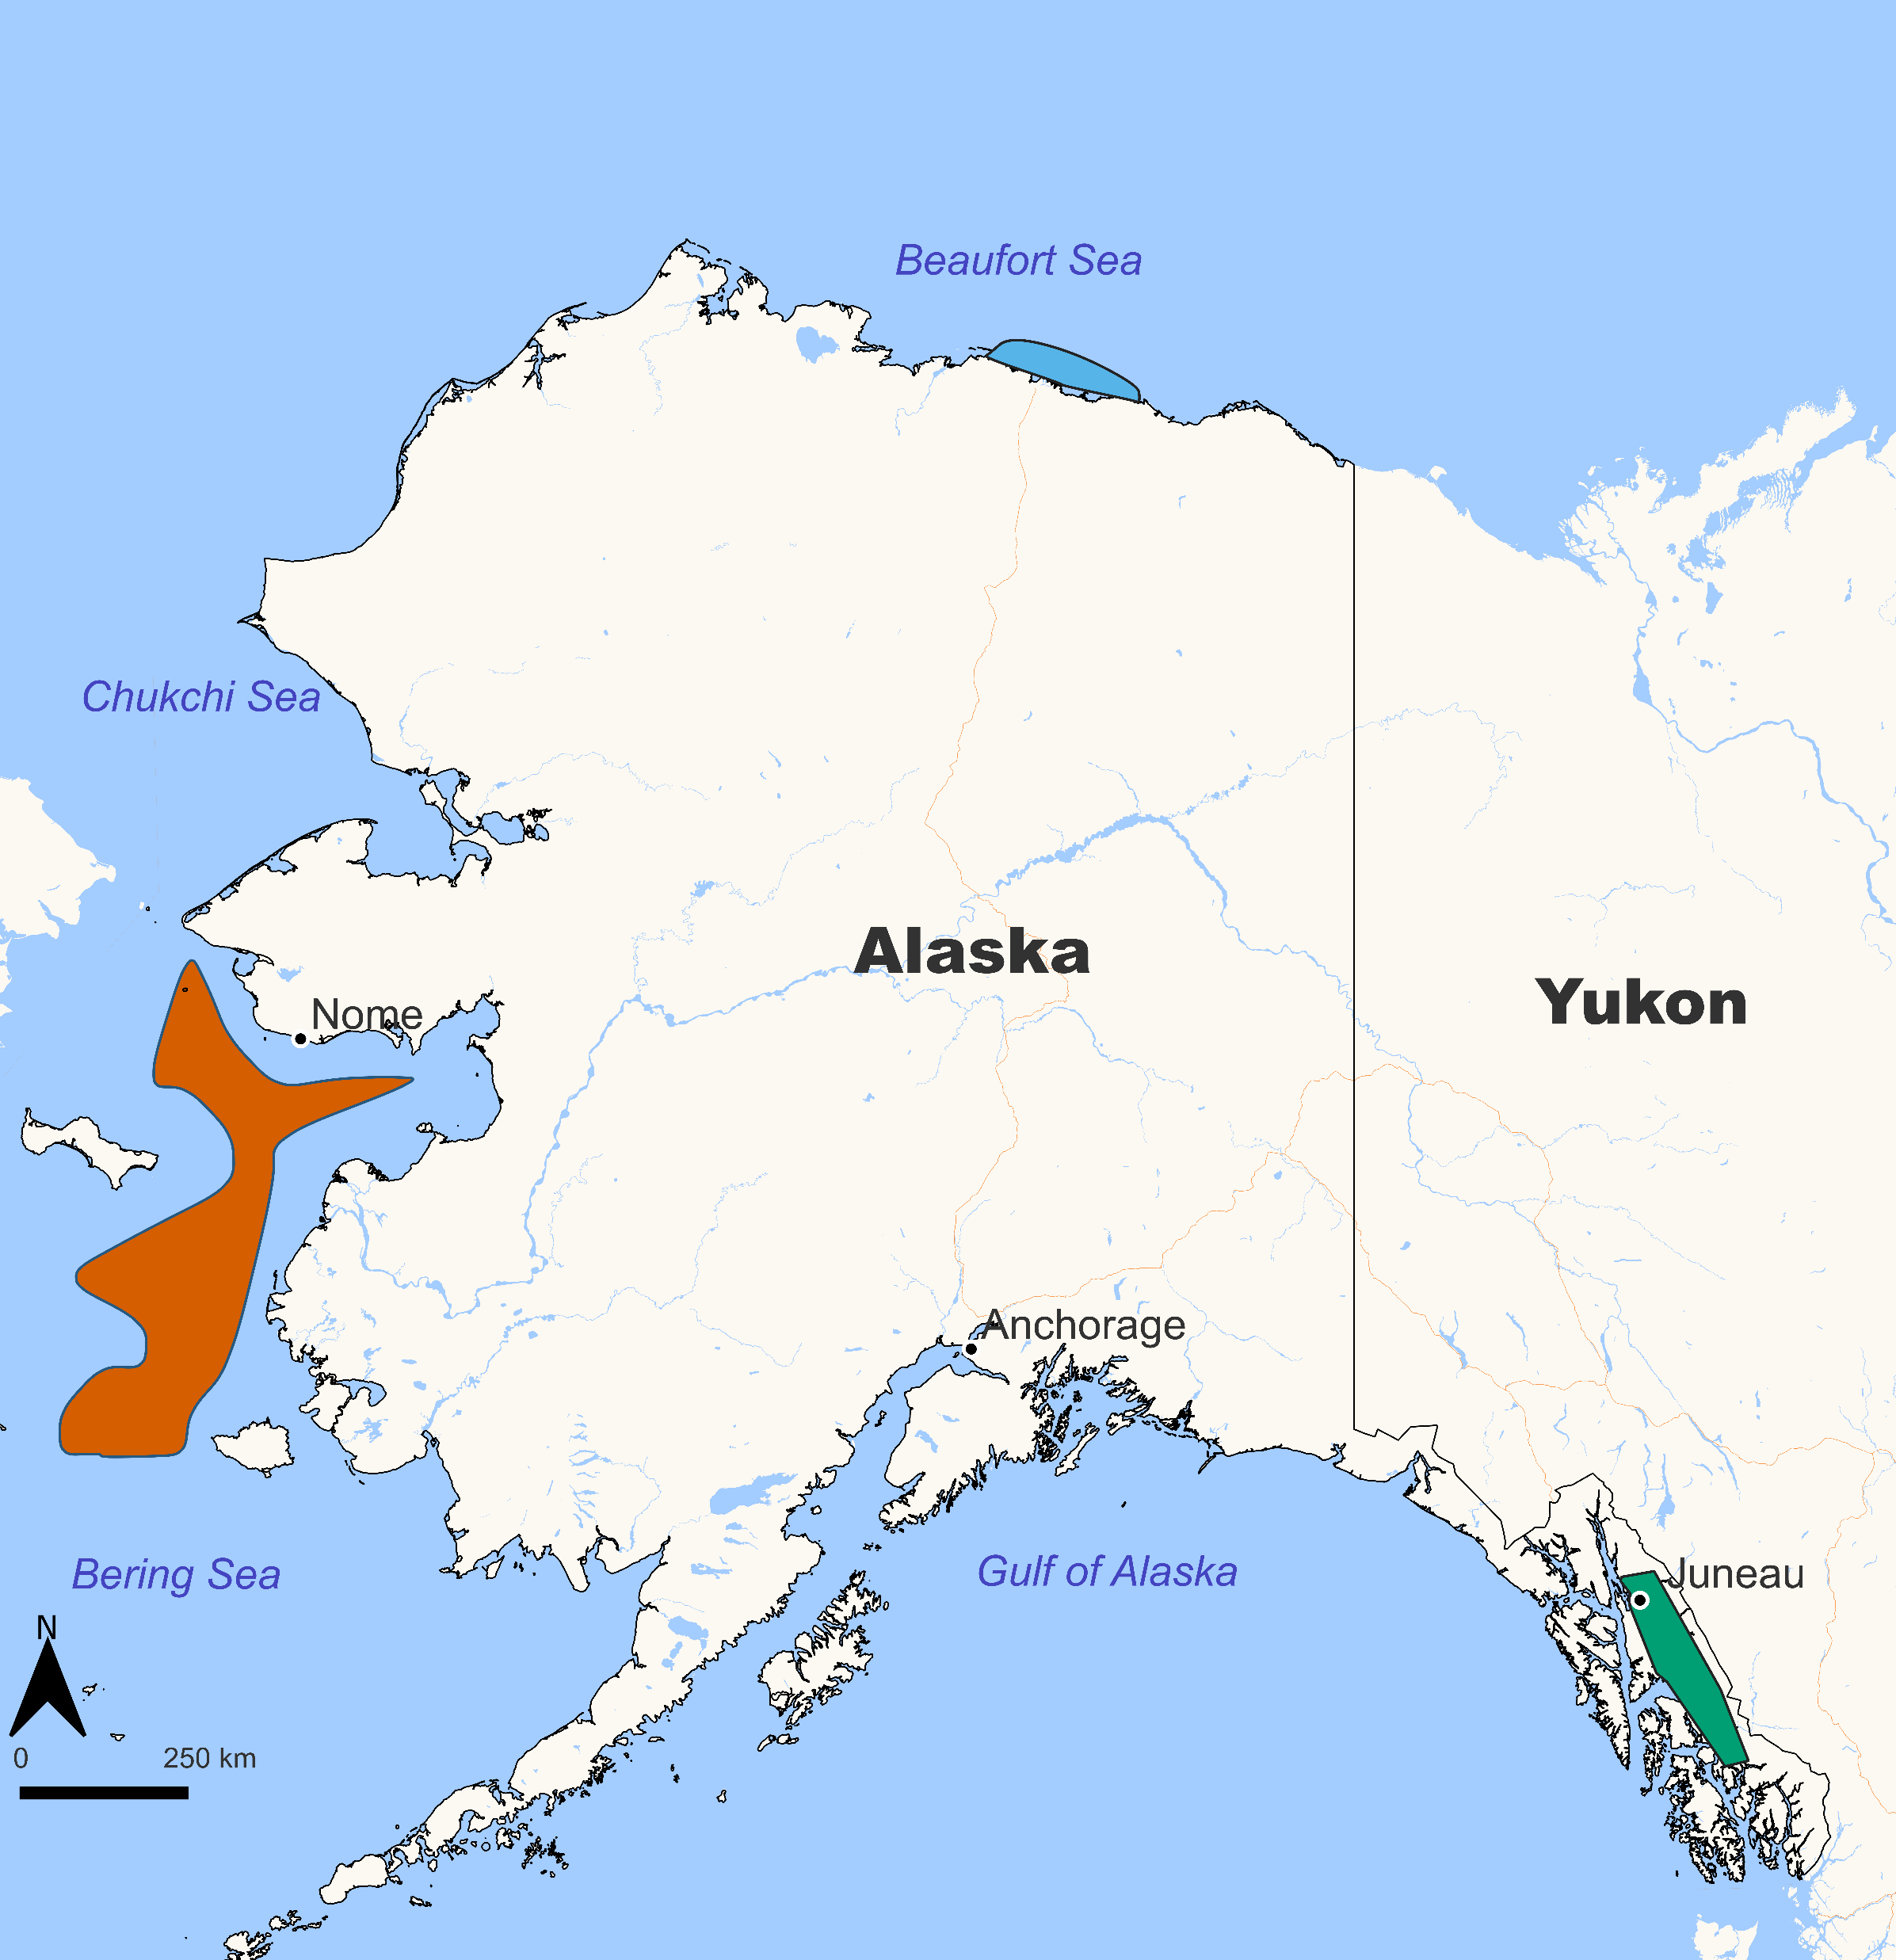 Beaufort Sea
Chukchi Sea
Alaska
Yukon
Nome
Anchorage
Bering Sea
Gulf of Alaska
Juneau
N
0 250 km